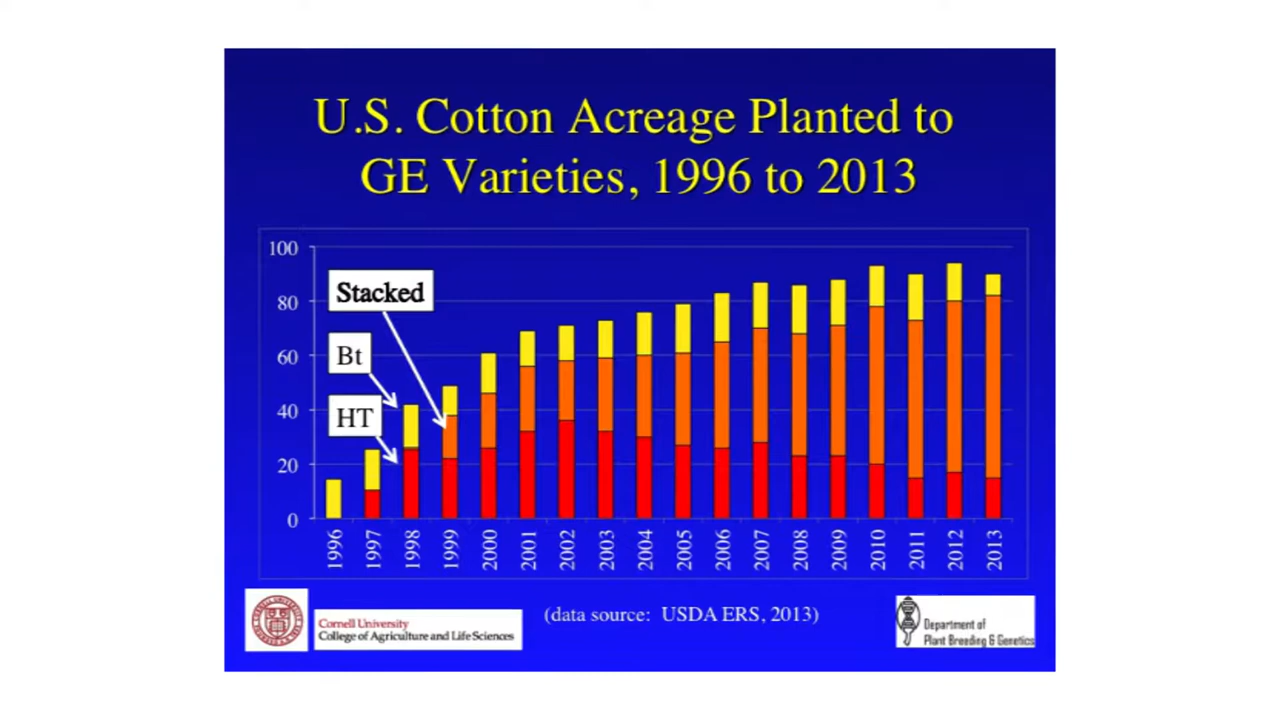 U.S. Cotton Acreage Planted to
GE Varieties, 1996 to 2013
100
80
60
40
20
0
Stacked
Bt
HT
1996 1997 1998 1999 2000 2001 2002 2003 2004 2005 2006 2007 2008 2009 2010 2011 2012 2013
(data source: USDA ERS, 2013)
Cornell University
College of Agriculture and Life Sciences
Department of
Plant Breeding & Genetics